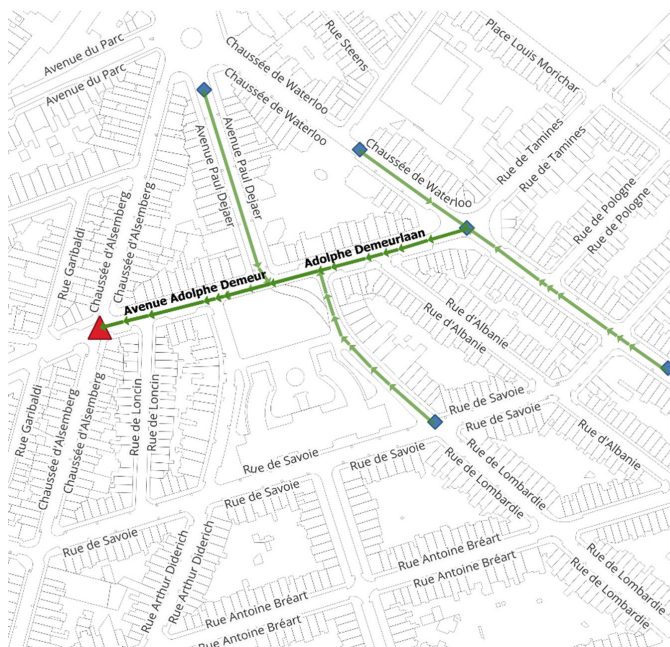 Avenue du Parc
Avenue du Parc
Chaussée de Waterloo
Chaussée de Waterloo
Rue Steens
Place Louis Morichar
Chaussée de Waterloo
Rue de Tamines
Rue de Tamines
Avenue Paul Dejaer
Avenue Paul Dejaer
Rue de Pologne
Rue de Pologne
Rue Garibaldi
Chaussée d'Alsemberg
Chaussée d'Alsemberg
Adolphe Demeurlaan
Avenue Adolphe Demeur
Rue d'Albanie
Rue d'Albanie
Rue Garibaldi
Chaussée d'Alsemberg
Chaussée d'Alsemberg
Rue de Loncin
Rue de Loncin
Rue de Savoie
Rue de Savoie
Rue d'Albanie
Rue de Savoie
Rue de Savoie
Rue de Lombardie
Rue de Lombardie
Rue de Savoie
Rue de Savoie
Rue Arthur Diderich
Rue Arthur Diderich
Rue Antoine Bréart
Rue Antoine Bréart
Rue de Lombardie
Rue de Lombardie
Rue Antoine Bréart
Rue Antoine Bréart